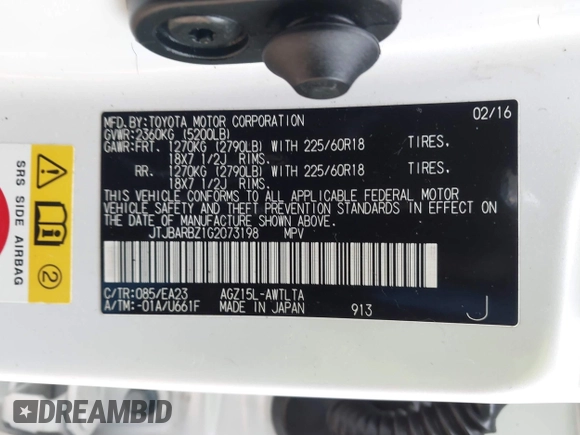 MFD.BY:TOYOTA MOTOR CORPORATION 02/16
GVWR:2360KG (5200LB)
GAWR:FRT. 1270KG (2790LB) WITH 225/60R18 TIRES.
18X7 1/2J RIMS.
RR. 1270KG (2790LB) WITH 225/60R18 TIRES.
18X7 1/2J RIMS.
THIS VEHICLE CONFORMS TO ALL APPLICABLE FEDERAL MOTOR
VEHICLE SAFETY AND THEFT PREVENTION STANDARDS IN EFFECT ON
THE DATE OF MANUFACTURE SHOWN ABOVE.
JTJBARBZ1G2073198 MPV
C/TR:085/EA23 AGZ15L-AWTLTA
A/TM:-01A/U661F MADE IN JAPAN 913 J
SRS SIDE AIRBAG
2
DREAMBID